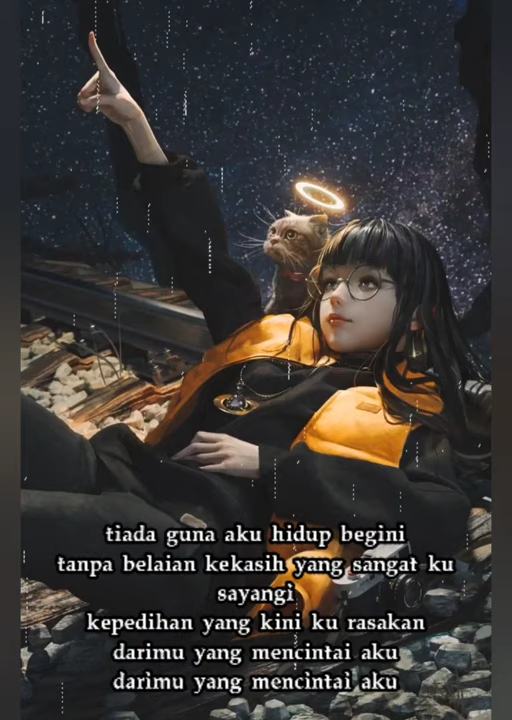 tiada guna aku hidup begini
tanpa belaian kekasih yang sangat ku
sayangi
kepedihan yang kini ku rasakan
darimu yang mencintai aku
darimu yang mencintai aku